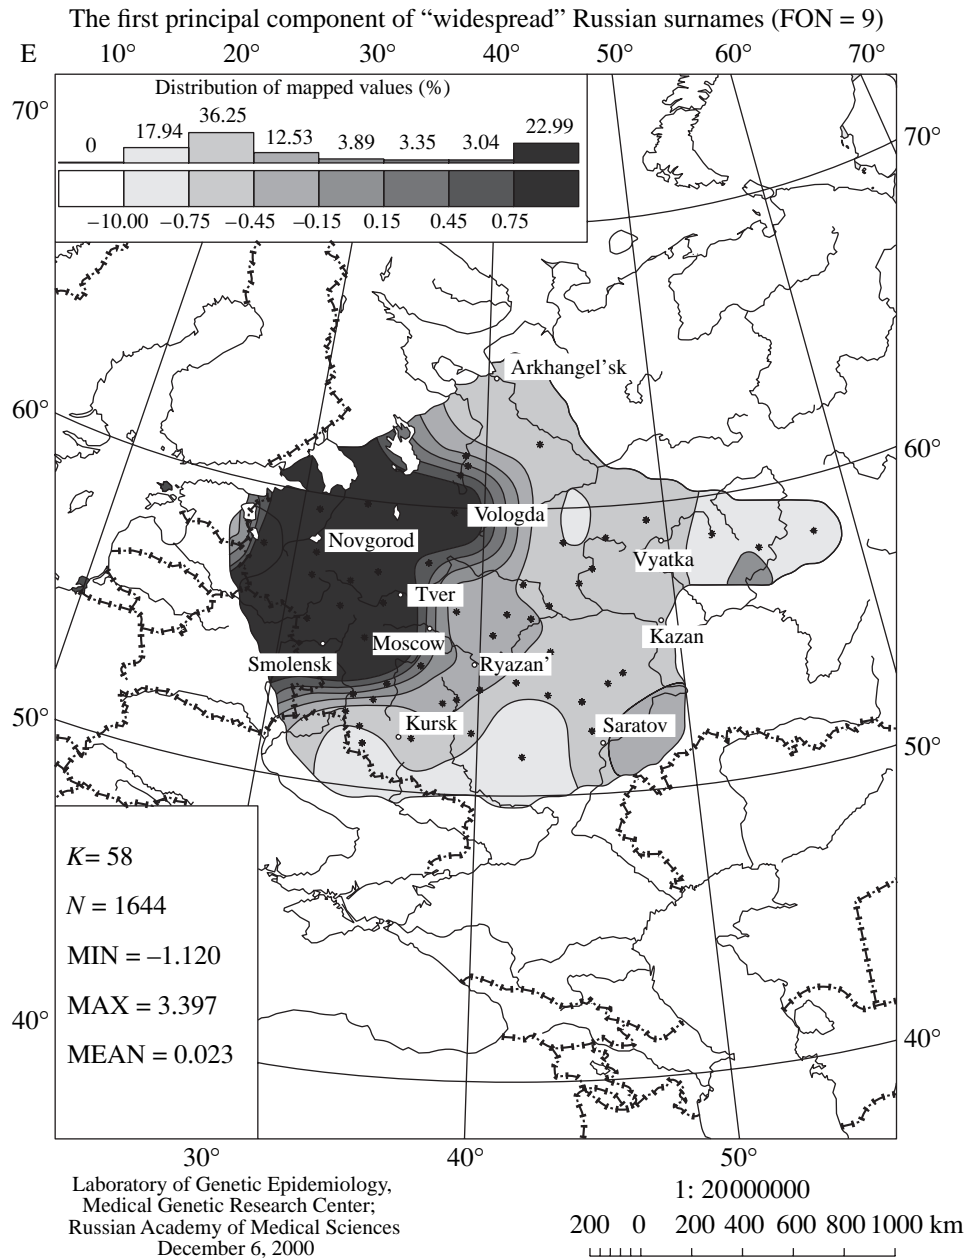 The first principal component of “widespread” Russian surnames (FON = 9)
E 10° 20° 30° 40° 50° 60° 70°
Distribution of mapped values (%)
0 17.94 36.25 12.53 3.89 3.35 3.04 22.99
–10.00 –0.75 –0.45 –0.15 0.15 0.45 0.75
70° 70°
Arkhangel’sk
60° 60°
Vologda
Novgorod
Vyatka
Tver
Kazan
Moscow
Smolensk Ryazan’
50° 50°
Kursk Saratov
K= 58
N = 1644
MIN = –1.120
MAX = 3.397
MEAN = 0.023
40° 40°
30° 40° 50°
Laboratory of Genetic Epidemiology,
Medical Genetic Research Center;
Russian Academy of Medical Sciences
December 6, 2000
1: 20000000
200 0 200 400 600 800 1000 km